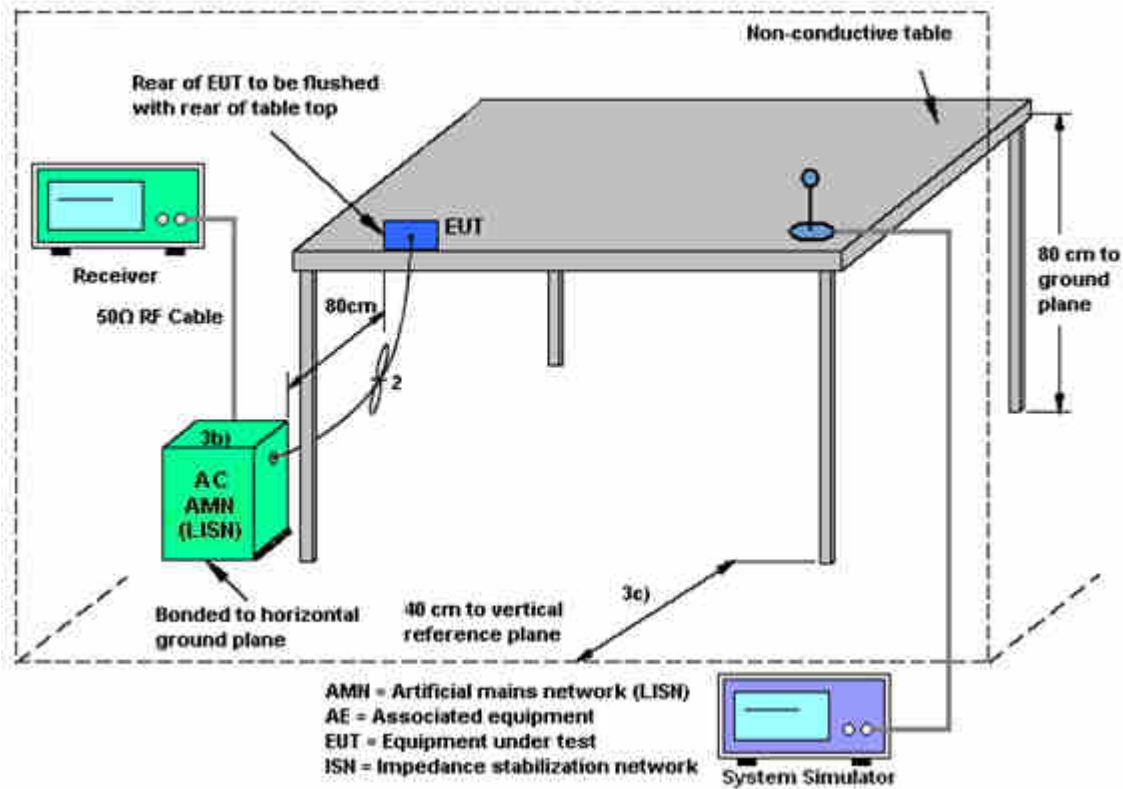 Non-conductive table
Rear of EUT to be flushed
with rear of table top
EUT
Receiver
80cm
80 cm to
ground
plane
50Ω RF Cable
2
3b)
AC
AMN
(LISN)
3c)
Bonded to horizontal
ground plane
40 cm to vertical
reference plane
AMN = Artificial mains network (LISN)
AE = Associated equipment
EUT = Equipment under test
ISN = Impedance stabilization network
System Simulator